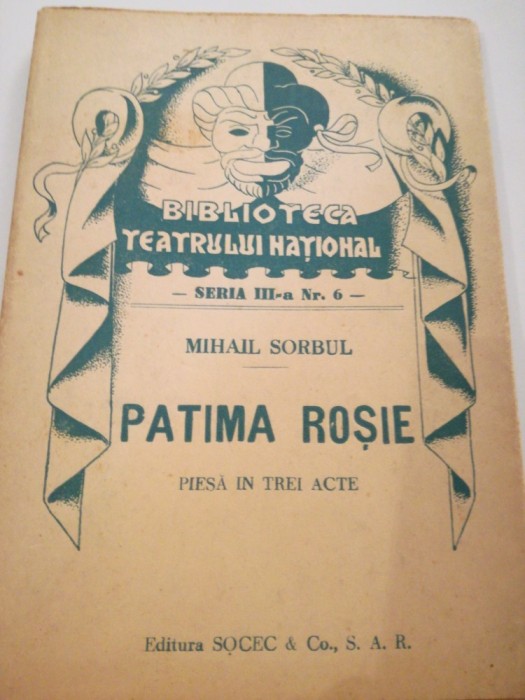 BIBLIOTECA
TEATRULUI NAȚIONAL
— SERIA III-a Nr. 6 —
MIHAIL SORBUL
PATIMA ROȘIE
PIESĂ IN TREI ACTE
Editura SOCEC & Co., S. A. R.